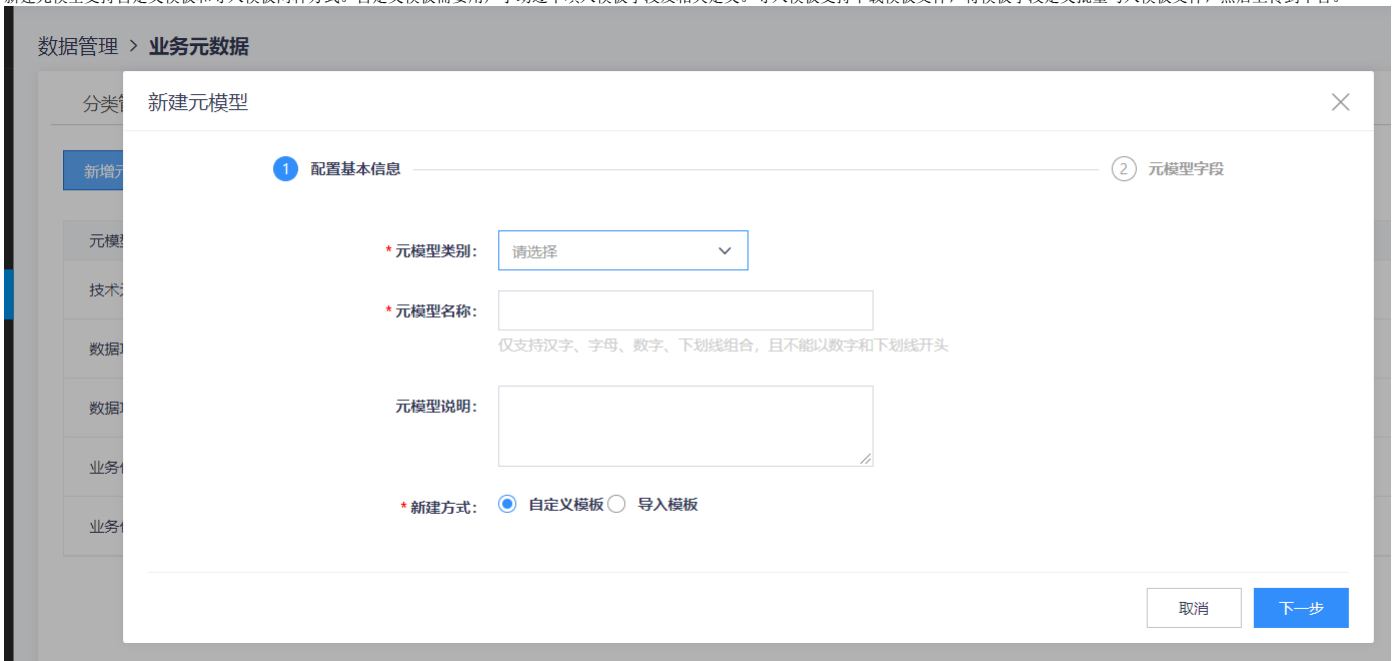 数据管理 > 业务元数据
分类
新建元模型
新增元
1 配置基本信息
2 元模型字段
元模
技术
数据
数据
业务
业务
* 元模型类别：
请选择
* 元模型名称：
仅支持汉字、字母、数字、下划线组合，且不能以数字和下划线开头
元模型说明：
* 新建方式：
自定义模板
导入模板
取消
下一步